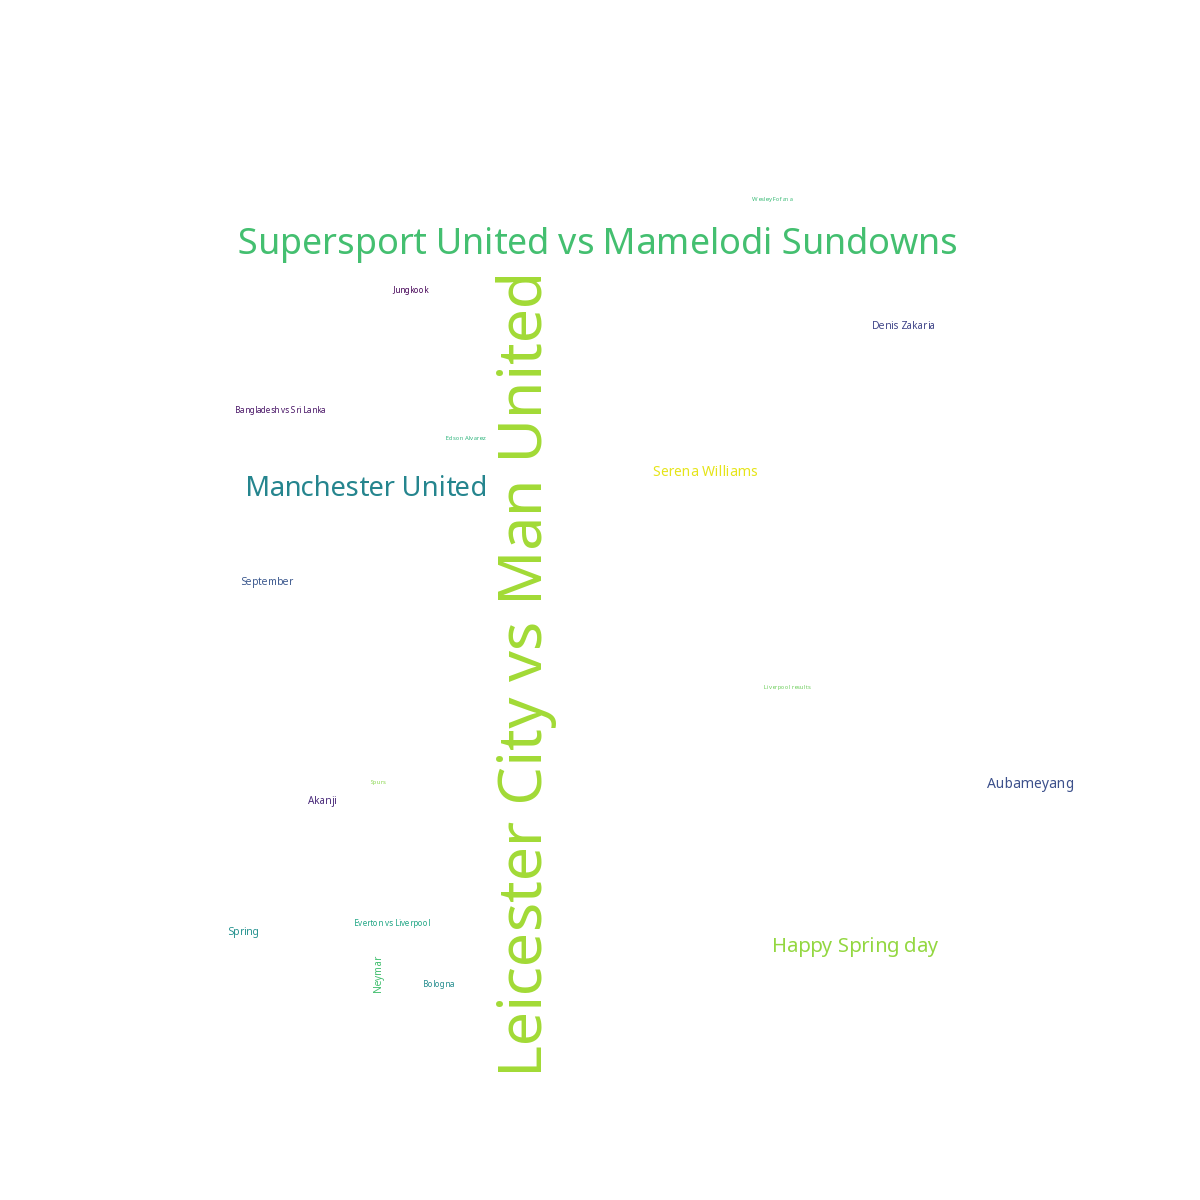 Wesley Fofana
Supersport United vs Mamelodi Sundowns
Jungkook
Leicester City vs Man United
Denis Zakaria
Bangladesh vs Sri Lanka
Edson Alvarez
Serena WIlliams
Manchester United
September
Liverpool results
Spurs
Aubameyang
Akanji
Everton vs Liverpool
Spring
Happy Spring day
Neymar
Bologna